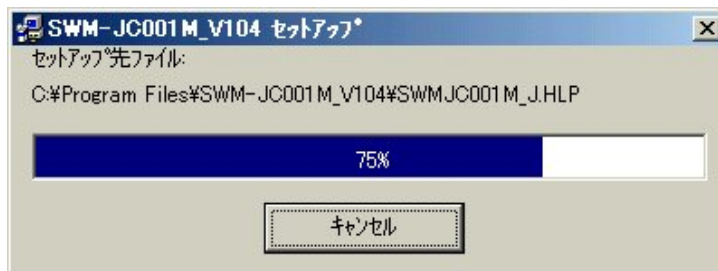 SWM-JC001M_V104 ｾｯﾄｱｯﾌﾟ
ｾｯﾄｱｯﾌﾟ先ﾌｧｲﾙ:
C:¥Program Files¥SWM-JC001M_V104¥SWMJC001M_J.HLP
75%
ｷｬﾝｾﾙ